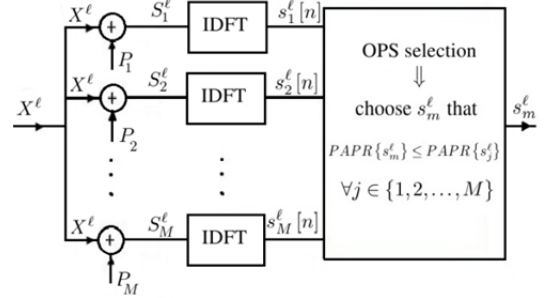 X^ℓ
X^ℓ
+
P_1
S_1^ℓ
IDFT
s_1^ℓ[n]
X^ℓ
+
P_2
S_2^ℓ
IDFT
s_2^ℓ[n]
X^ℓ
+
P_M
S_M^ℓ
IDFT
s_M^ℓ[n]
OPS selection
⇓
choose s_m^ℓ that
PAPR{s_m^ℓ} ≤ PAPR{s_j^ℓ}
∀j ∈ {1, 2, ..., M}
s_m^ℓ